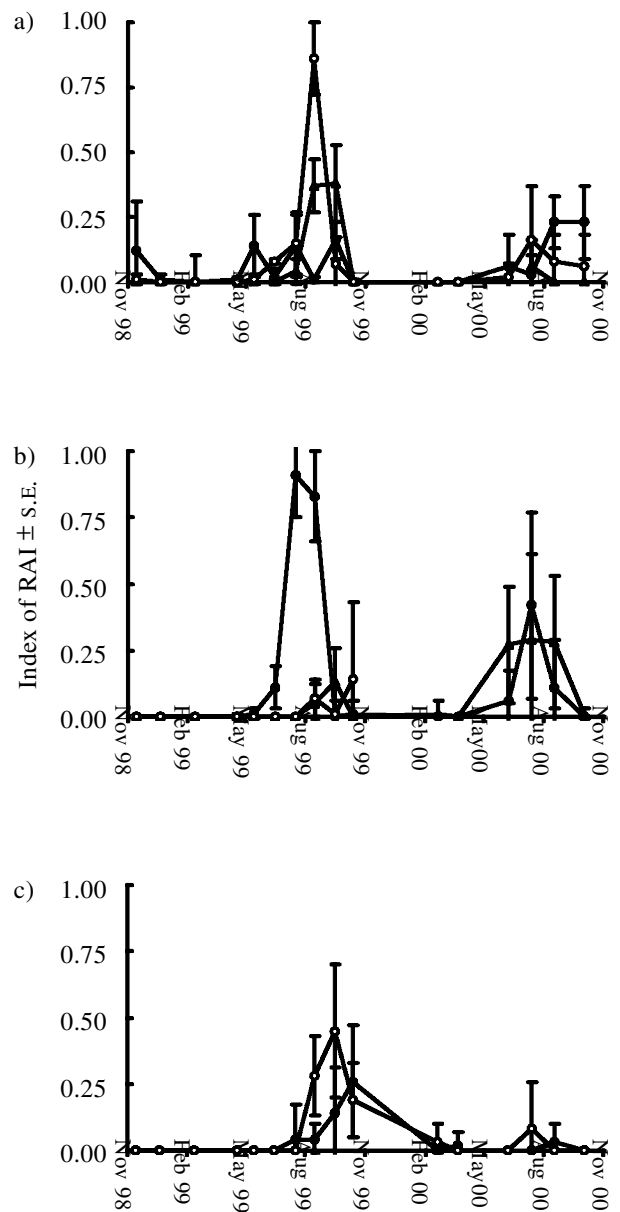 a)
1.00
0.75
0.50
0.25
0.00
Nov 98
Feb 99
May 99
Aug 99
Nov 99
Feb 00
May00
Aug 00
Nov 00
b)
Index of RAI ± S.E.
1.00
0.75
0.50
0.25
0.00
Nov 98
Feb 99
May 99
Aug 99
Nov 99
Feb 00
May00
Aug 00
Nov 00
c)
1.00
0.75
0.50
0.25
0.00
Nov 98
Feb 99
May 99
Aug 99
Nov 99
Feb 00
May00
Aug 00
Nov 00